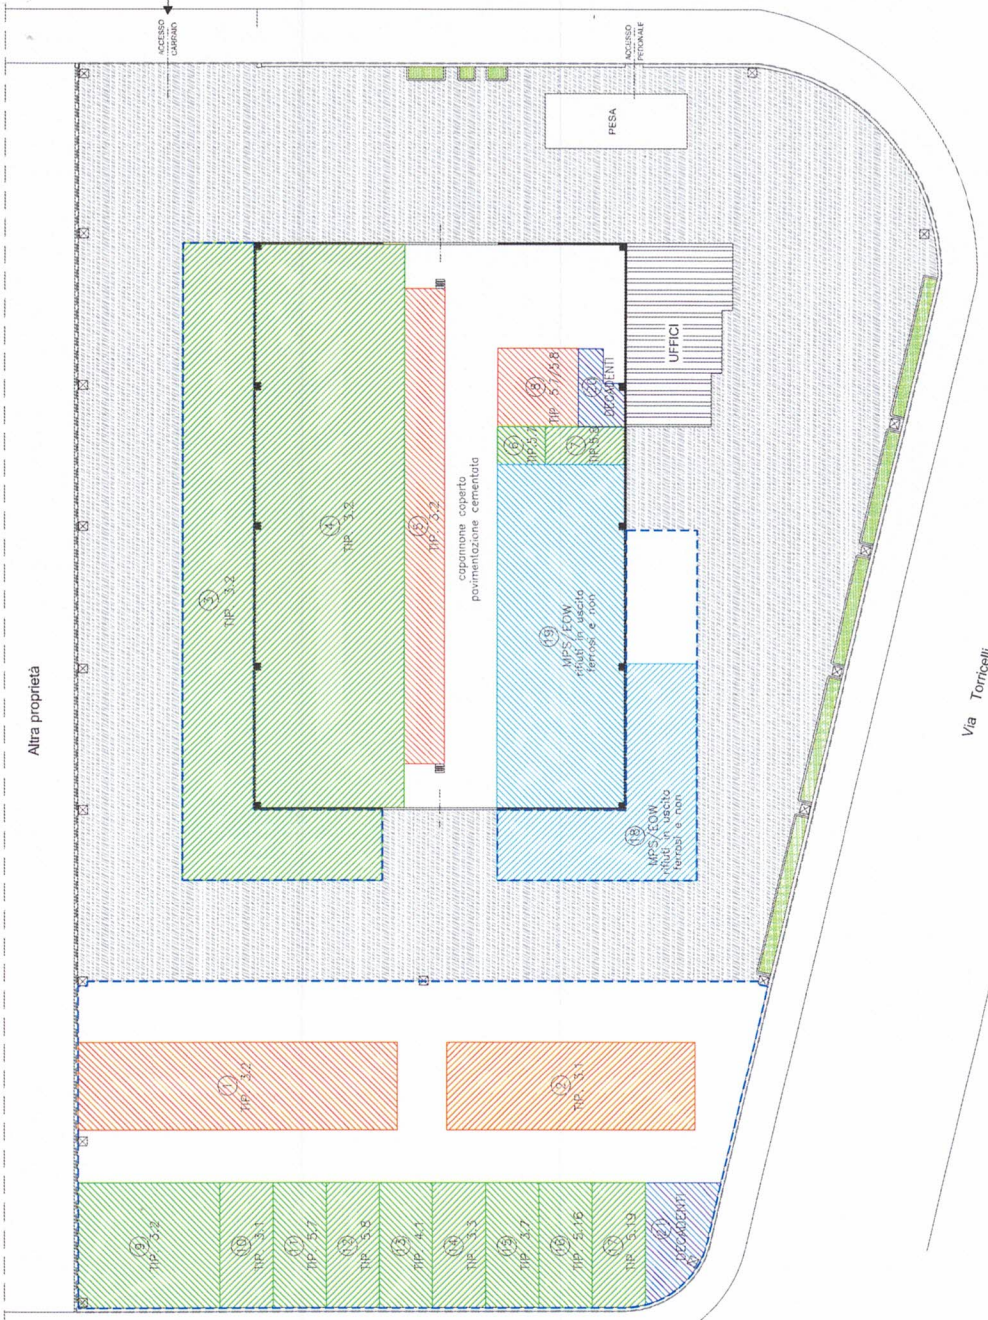 ACCESSO
CARRAIO
ACCESSO
PEDONALE
PESA
UFFICI
Altra proprietà
3
TIP. 3.2
4
TIP. 3.2
5
TIP. 3.2
capannone coperto
pavimentazione cementata
8
TIP. 5.7/5.8
20
DECADENTI
6
TIP.5.7
7
TIP.5.8
19
MPS/EOW
rifiuti in uscita
ferrosi e non
18
MPS/EOW
rifiuti in uscita
ferrosi e non
Via Torricelli
1
TIP. 3.2
2
TIP. 3.1
9
TIP. 3.2
10
TIP. 3.1
11
TIP. 5.7
12
TIP. 5.8
13
TIP. 4.1
14
TIP. 3.3
15
TIP. 3.7
16
TIP. 5.16
17
TIP. 5.19
21
DECADENTI